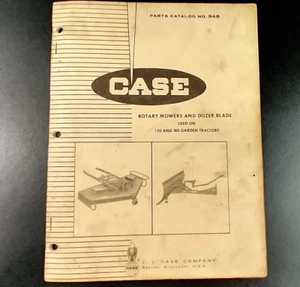 PARTS CATALOG NO. 948
CASE
ROTARY MOWERS AND DOZER BLADE
USED ON
130 AND 180 GARDEN TRACTORS
J. I. CASE COMPANY
CASE Racine, Wisconsin, U.S.A.